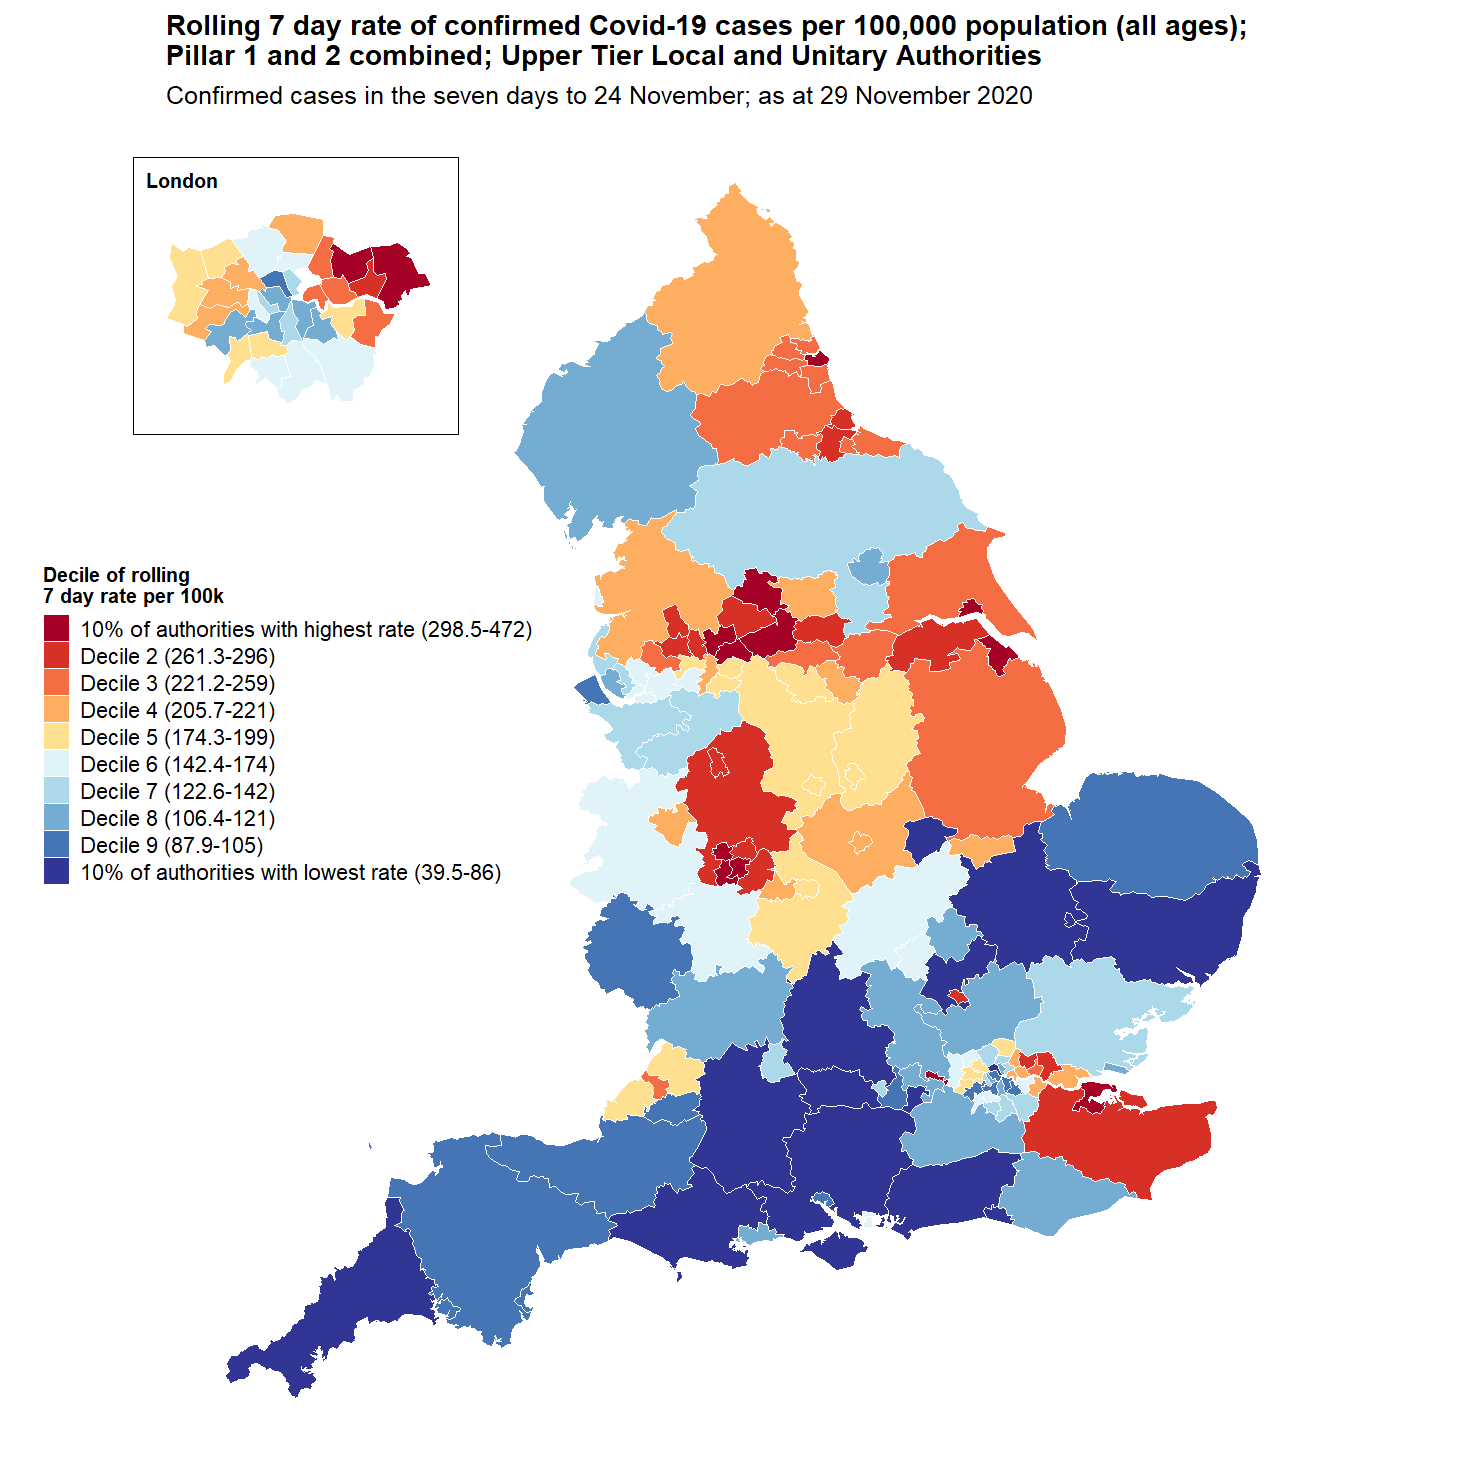 Rolling 7 day rate of confirmed Covid-19 cases per 100,000 population (all ages);
Pillar 1 and 2 combined; Upper Tier Local and Unitary Authorities
Confirmed cases in the seven days to 24 November; as at 29 November 2020
London
Decile of rolling
7 day rate per 100k
10% of authorities with highest rate (298.5-472)
Decile 2 (261.3-296)
Decile 3 (221.2-259)
Decile 4 (205.7-221)
Decile 5 (174.3-199)
Decile 6 (142.4-174)
Decile 7 (122.6-142)
Decile 8 (106.4-121)
Decile 9 (87.9-105)
10% of authorities with lowest rate (39.5-86)